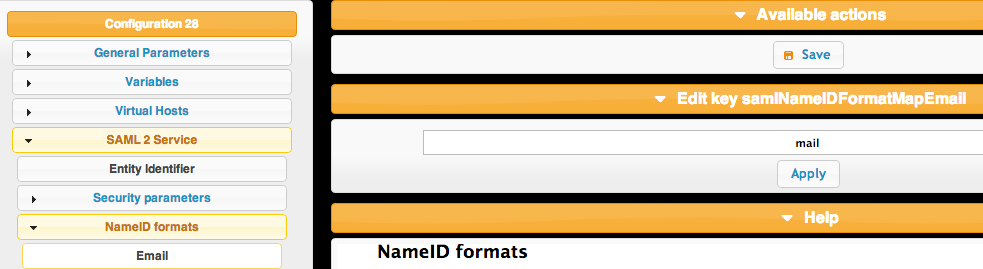 Configuration 28
General Parameters
Variables
Virtual Hosts
SAML 2 Service
Entity Identifier
Security parameters
NameID formats
Email
Available actions
Save
Edit key samlNameIDFormatMapEmail
mail
Apply
Help
NameID formats